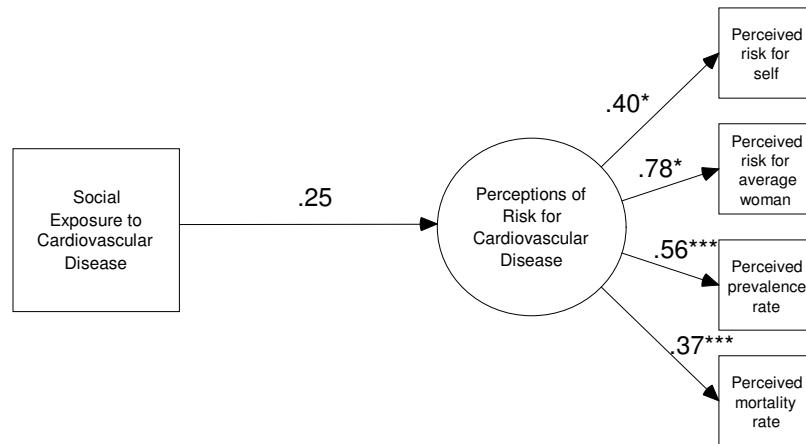 Social
Exposure to
Cardiovascular
Disease
.25
Perceptions of
Risk for
Cardiovascular
Disease
.40*
Perceived
risk for
self
.78*
Perceived
risk for
average
woman
.56***
Perceived
prevalence
rate
.37***
Perceived
mortality
rate